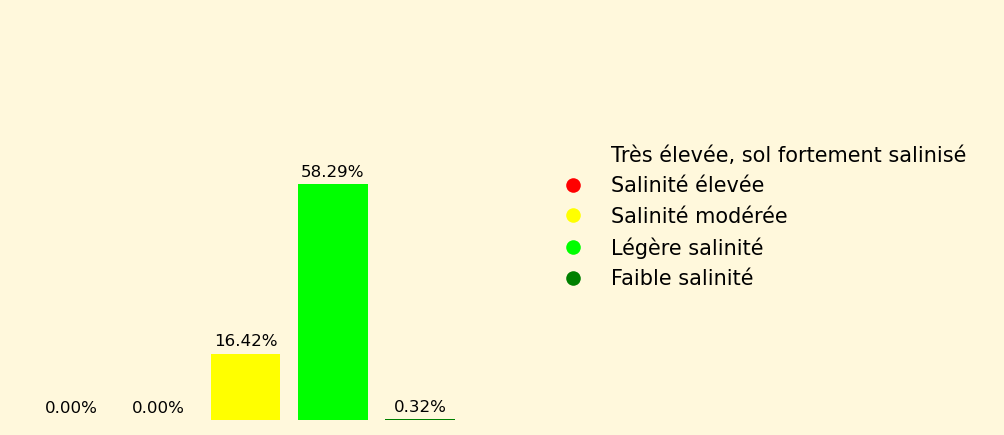 58.29%
16.42%
0.00% 0.00% 0.32%
Très élevée, sol fortement salinisé
Salinité élevée
Salinité modérée
Légère salinité
Faible salinité